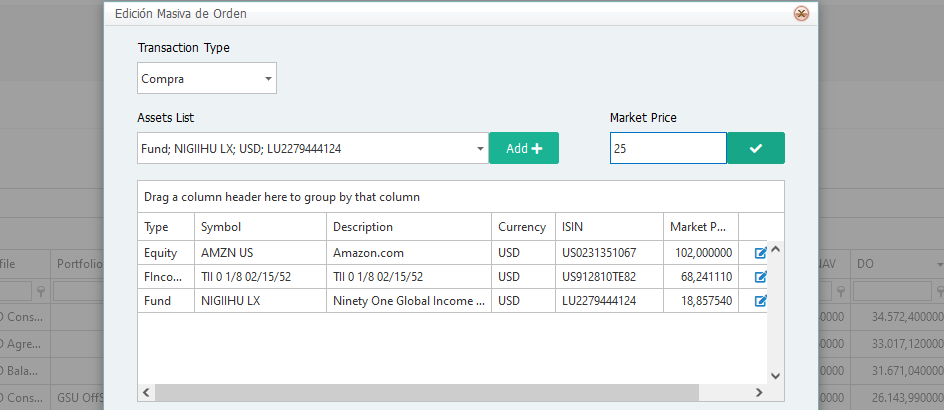 Edición Masiva de Orden
Transaction Type
Compra
Assets List
Market Price
Fund; NIGIIHU LX; USD; LU2279444124
Add
25
Drag a column header here to group by that column
Type Symbol Description Currency ISIN Market P...
Equity AMZN US Amazon.com USD US0231351067 102,000000
FInco... TII 0 1/8 02/15/52 TII 0 1/8 02/15/52 USD US912810TE82 68,241110
Fund NIGIIHU LX Ninety One Global Income ... USD LU2279444124 18,857540
file Portfolio NAV DO
D Cons... 0000 34.572,400000
D Agre... 0000 33.017,120000
D Bala... 0000 31.671,040000
D Cons... GSU OffS 0000 26.143,990000